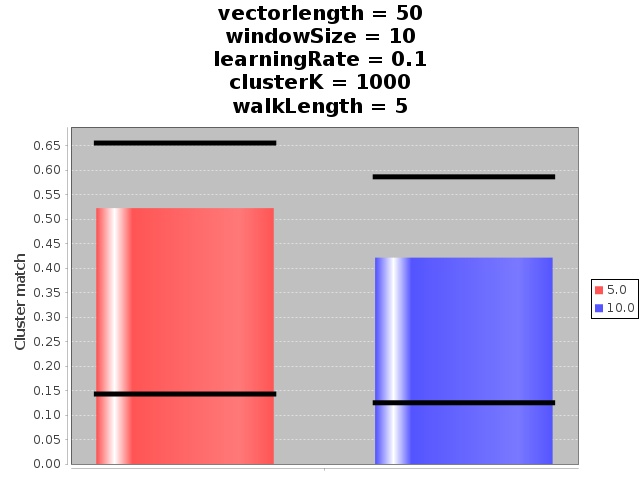 vectorlength = 50
windowSize = 10
learningRate = 0.1
clusterK = 1000
walkLength = 5
0.65
0.60
0.55
0.50
0.45
0.40
0.35
0.30
0.25
0.20
0.15
0.10
0.05
0.00
Cluster match
5.0
10.0